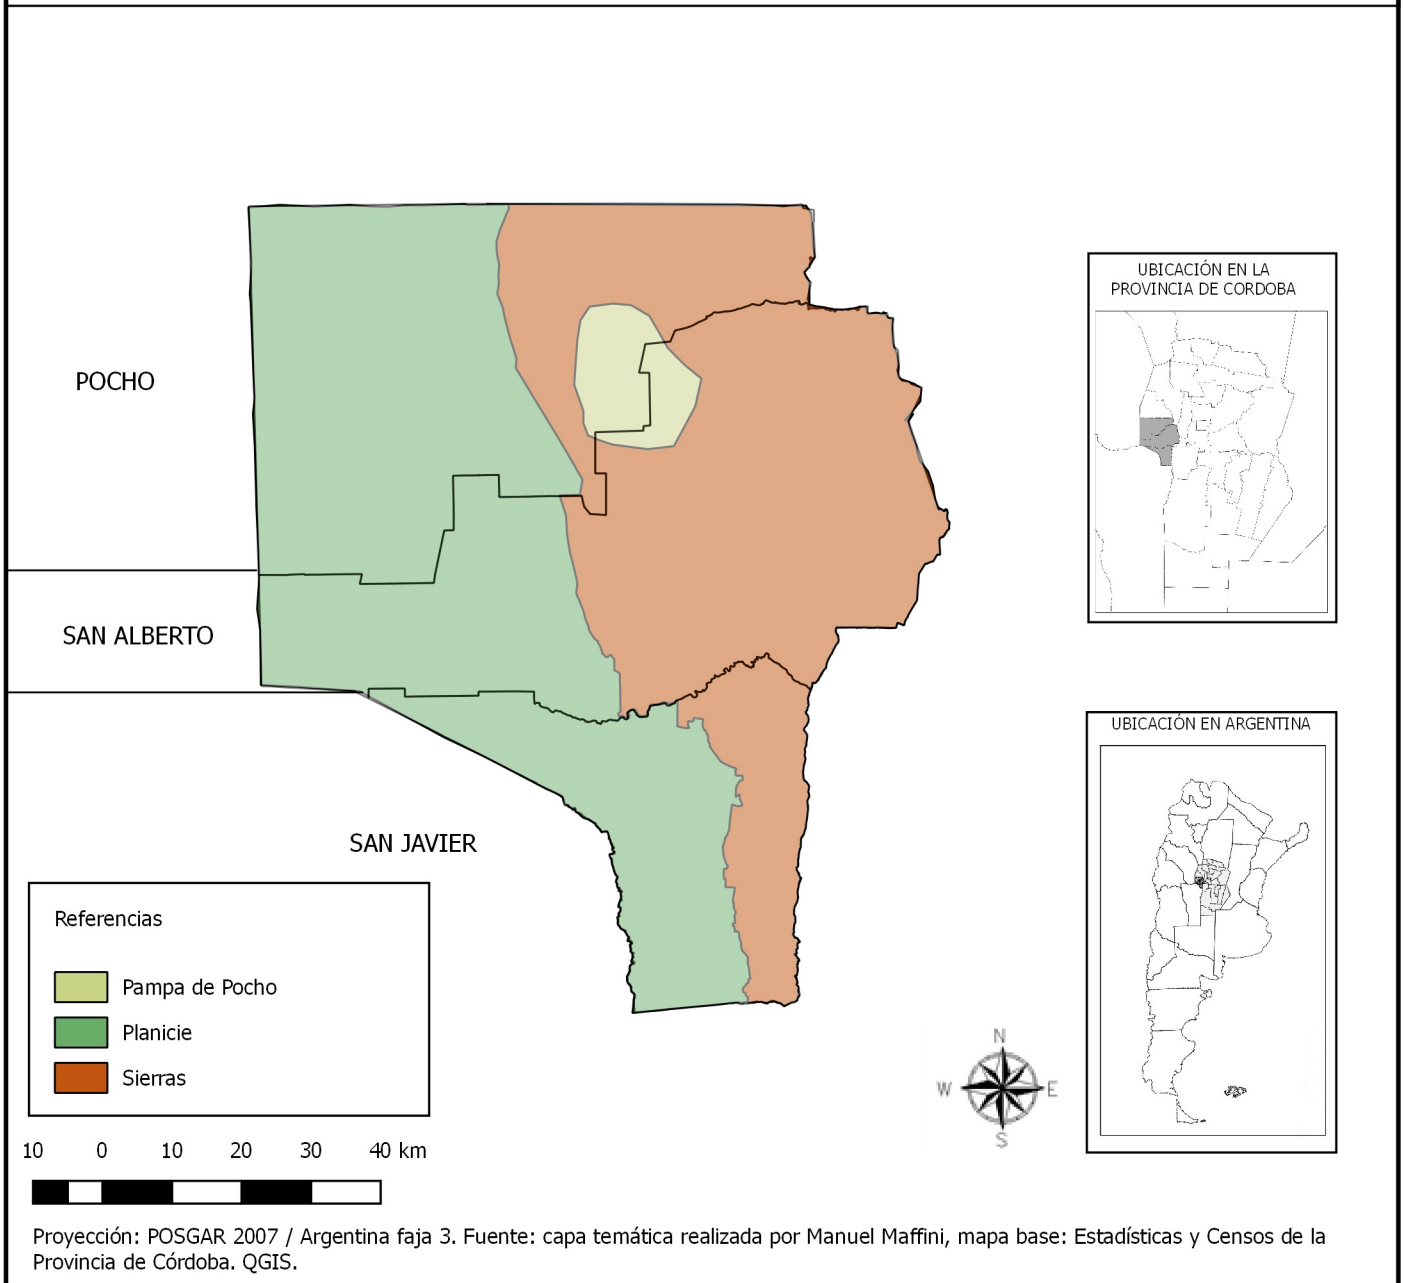 UBICACIÓN EN LA
PROVINCIA DE CORDOBA
POCHO
SAN ALBERTO
SAN JAVIER
UBICACIÓN EN ARGENTINA
Referencias
Pampa de Pocho
Planicie
Sierras
N
W E
S
10 0 10 20 30 40 km
Proyección: POSGAR 2007 / Argentina faja 3. Fuente: capa temática realizada por Manuel Maffini, mapa base: Estadísticas y Censos de la
Provincia de Córdoba. QGIS.